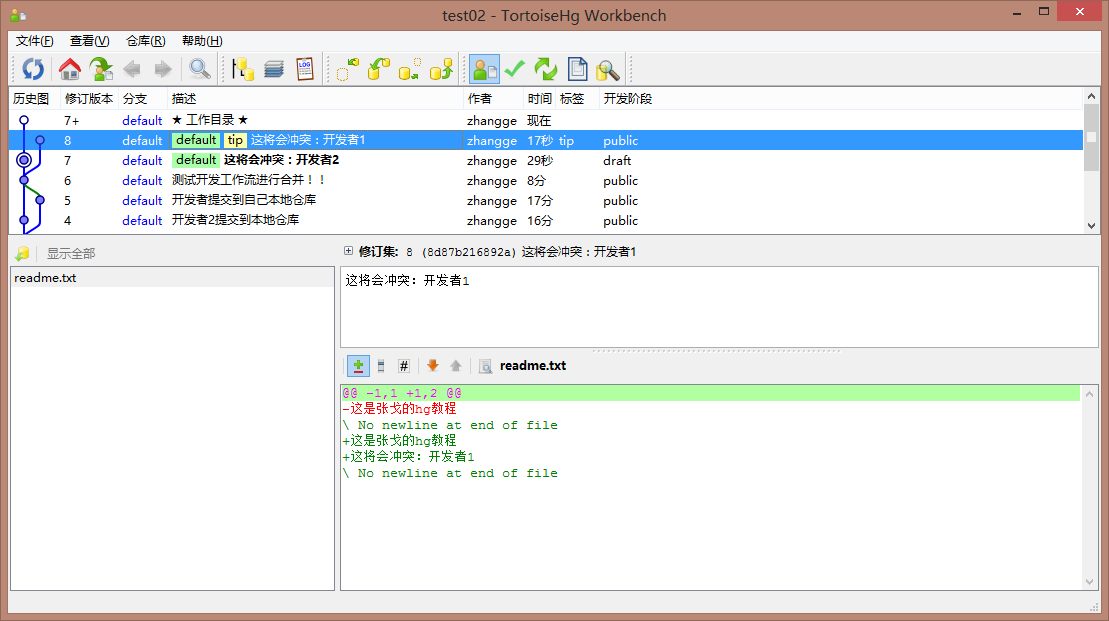 test02 - TortoiseHg Workbench
文件(F) 查看(V) 仓库(R) 帮助(H)
LOG
历史图 修订版本 分支 描述 作者 时间 标签 开发阶段
7+ default ★ 工作目录 ★ zhangge 现在
8 default default tip 这将会冲突：开发者1 zhangge 17秒 tip public
7 default default 这将会冲突：开发者2 zhangge 29秒 draft
6 default 测试开发工作流进行合并！！ zhangge 8分 public
5 default 开发者提交到自己本地仓库 zhangge 17分 public
4 default 开发者2提交到本地仓库 zhangge 16分 public
显示全部
readme.txt
修订集: 8 (8d87b216892a) 这将会冲突：开发者1
这将会冲突：开发者1
# readme.txt
@@ -1,1 +1,2 @@
-这是张戈的hg教程
\ No newline at end of file
+这是张戈的hg教程
+这将会冲突：开发者1
\ No newline at end of file